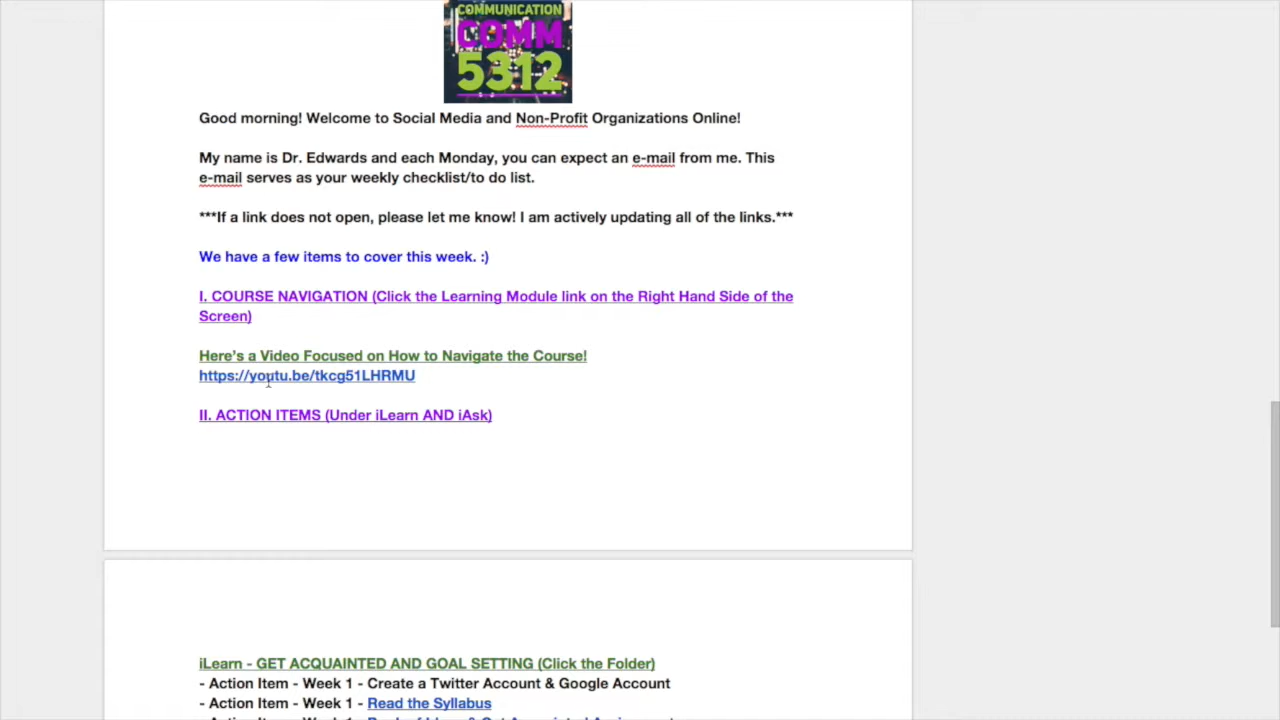 COMMUNICATION
COMM
5312
Good morning! Welcome to Social Media and Non-Profit Organizations Online!
My name is Dr. Edwards and each Monday, you can expect an e-mail from me. This
e-mail serves as your weekly checklist/to do list.
***If a link does not open, please let me know! I am actively updating all of the links.***
We have a few items to cover this week. :)
I. COURSE NAVIGATION (Click the Learning Module link on the Right Hand Side of the
Screen)
Here's a Video Focused on How to Navigate the Course!
https://youtu.be/tkcg51LHRMU
II. ACTION ITEMS (Under iLearn AND iAsk)
iLearn - GET ACQUAINTED AND GOAL SETTING (Click the Folder)
- Action Item - Week 1 - Create a Twitter Account & Google Account
- Action Item - Week 1 - Read the Syllabus